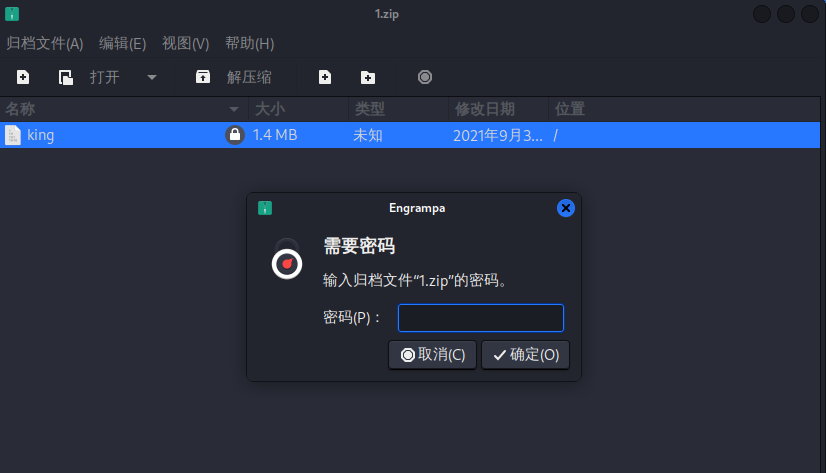 1.zip
归档文件(A) 编辑(E) 视图(V) 帮助(H)
打开 解压缩
名称 大小 类型 修改日期 位置
king 1.4 MB 未知 2021年9月3... /
Engrampa
需要密码
输入归档文件“1.zip”的密码。
密码(P)：
取消(C) 确定(O)